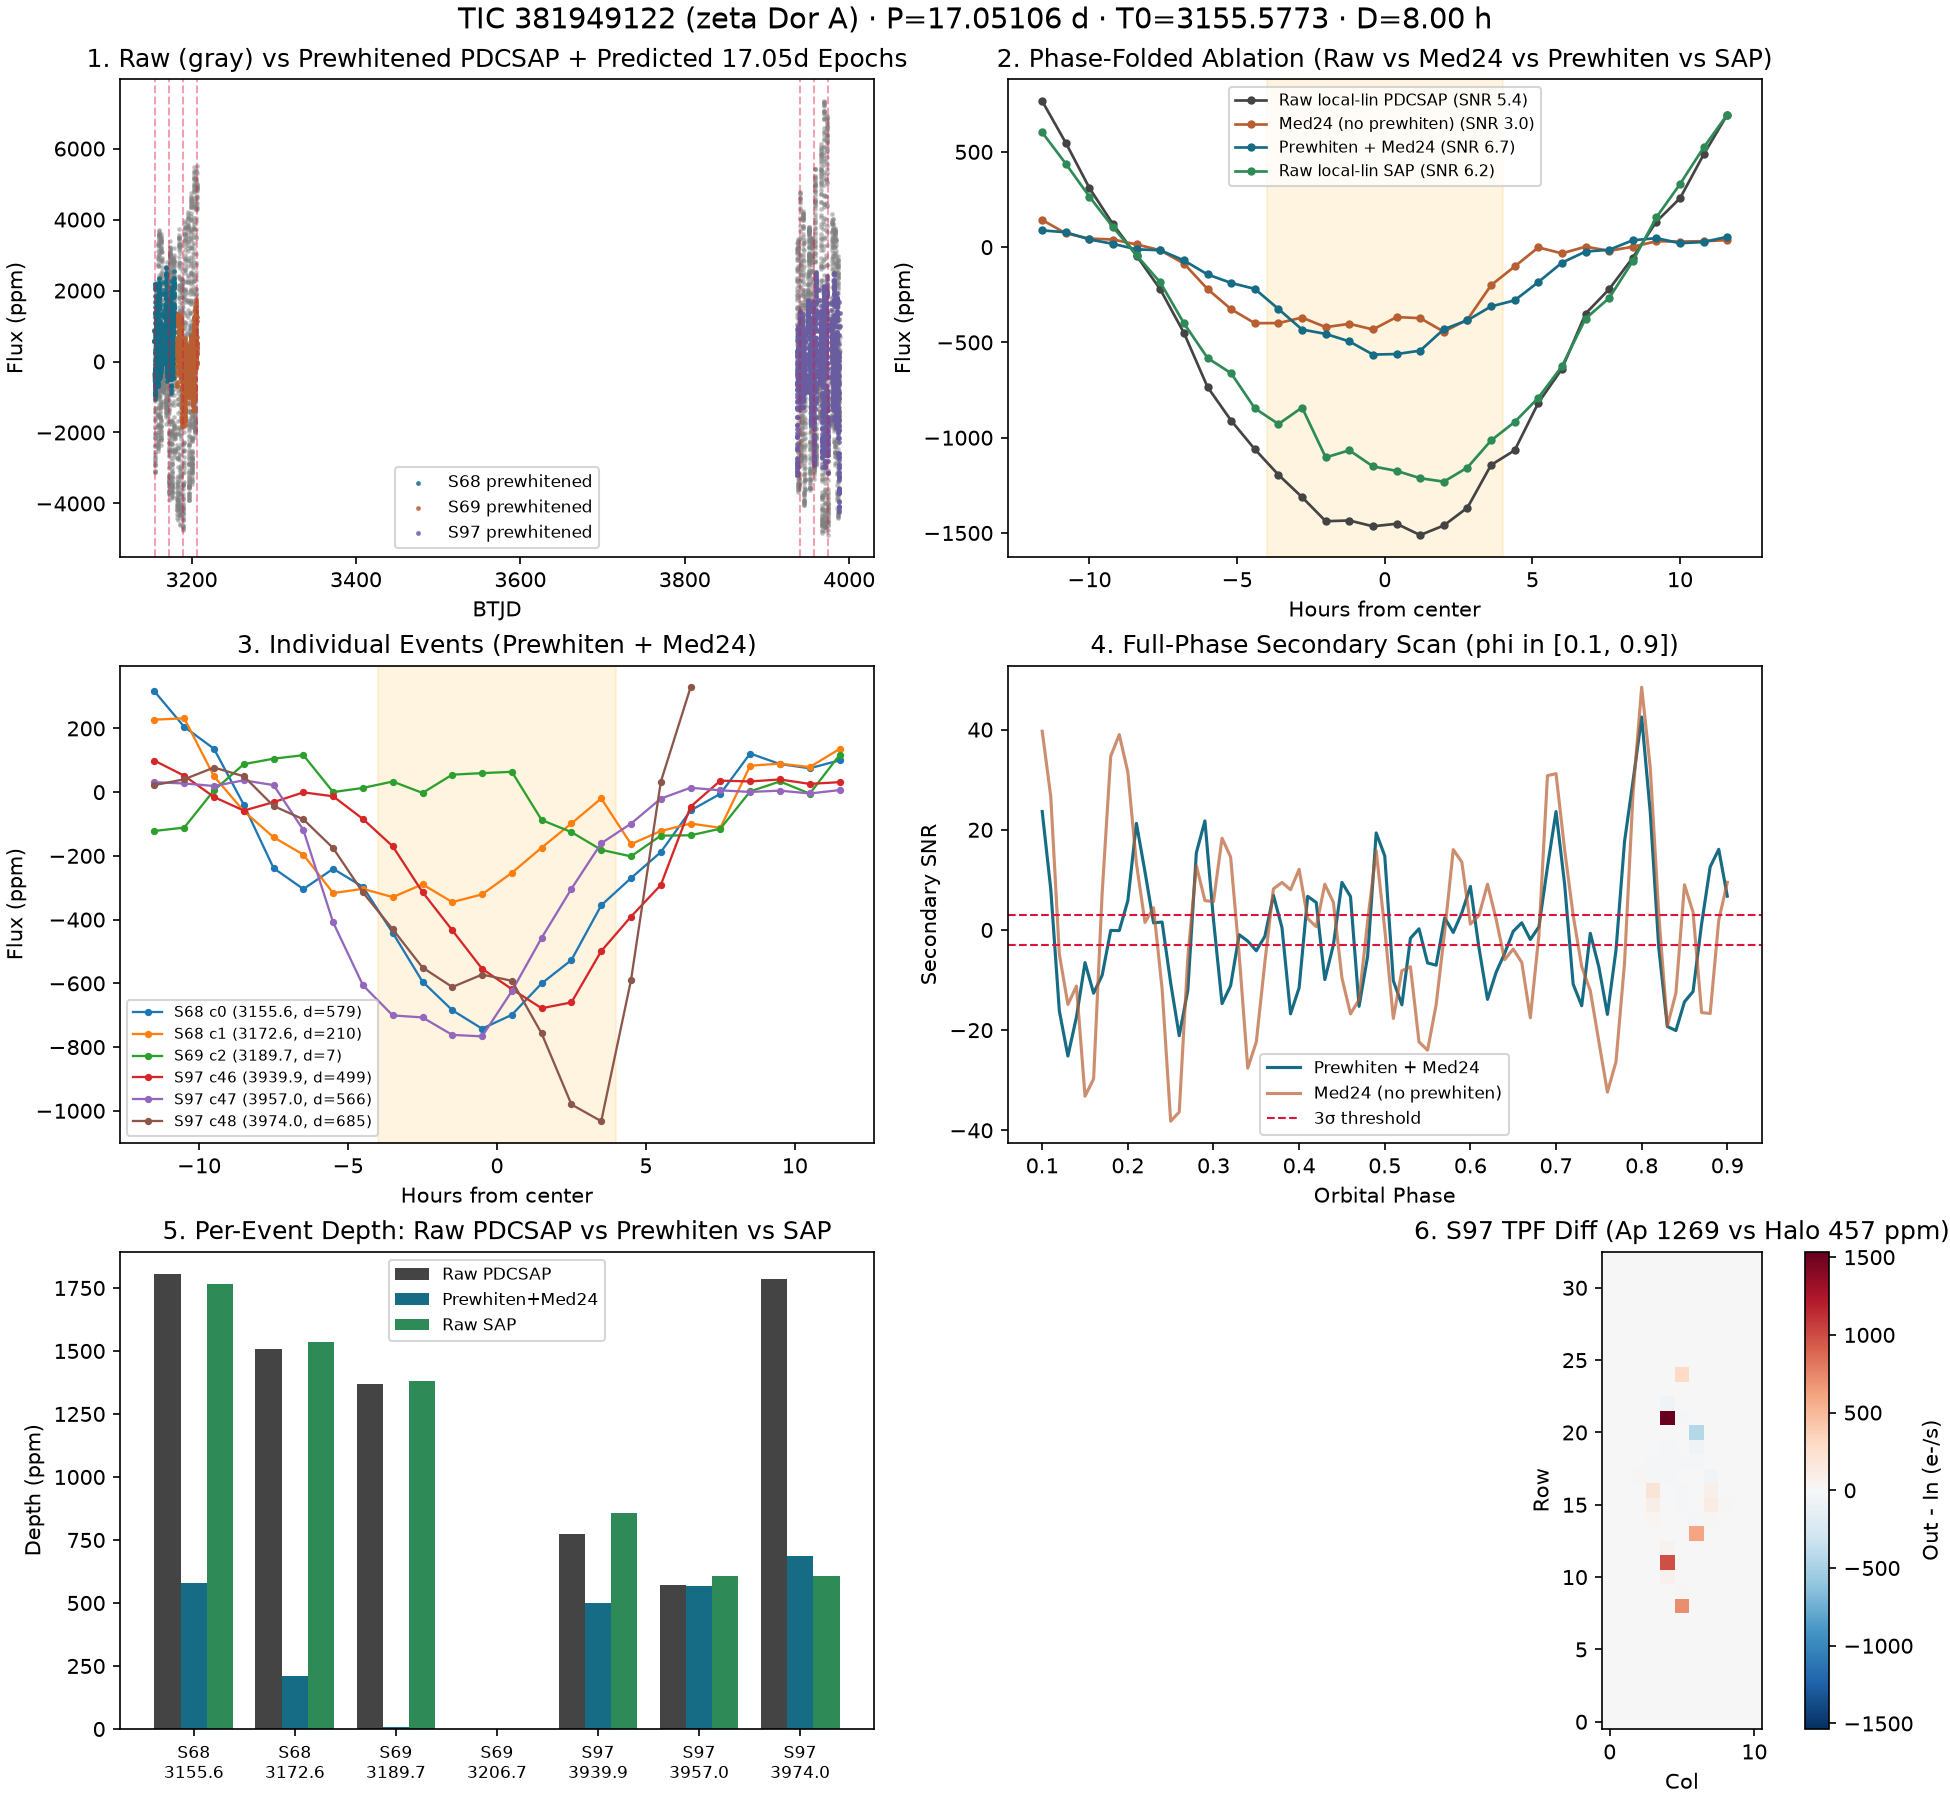 TIC 381949122 (zeta Dor A) · P=17.05106 d · T0=3155.5773 · D=8.00 h
1. Raw (gray) vs Prewhitened PDCSAP + Predicted 17.05d Epochs
6000
4000
2000
0
−2000
−4000
Flux (ppm)
S68 prewhitened
S69 prewhitened
S97 prewhitened
3200
3400
3600
3800
4000
BTJD
2. Phase-Folded Ablation (Raw vs Med24 vs Prewhiten vs SAP)
Raw local-lin PDCSAP (SNR 5.4)
Med24 (no prewhiten) (SNR 3.0)
Prewhiten + Med24 (SNR 6.7)
Raw local-lin SAP (SNR 6.2)
500
0
−500
−1000
−1500
Flux (ppm)
−10
−5
0
5
10
Hours from center
3. Individual Events (Prewhiten + Med24)
200
0
−200
−400
−600
−800
−1000
Flux (ppm)
S68 c0 (3155.6, d=579)
S68 c1 (3172.6, d=210)
S69 c2 (3189.7, d=7)
S97 c46 (3939.9, d=499)
S97 c47 (3957.0, d=566)
S97 c48 (3974.0, d=685)
−10
−5
0
5
10
Hours from center
4. Full-Phase Secondary Scan (phi in [0.1, 0.9])
40
20
0
−20
−40
Secondary SNR
Prewhiten + Med24
Med24 (no prewhiten)
3σ threshold
0.1
0.2
0.3
0.4
0.5
0.6
0.7
0.8
0.9
Orbital Phase
5. Per-Event Depth: Raw PDCSAP vs Prewhiten vs SAP
Raw PDCSAP
Prewhiten+Med24
Raw SAP
1750
1500
1250
1000
750
500
250
0
Depth (ppm)
S68
3155.6
S68
3172.6
S69
3189.7
S69
3206.7
S97
3939.9
S97
3957.0
S97
3974.0
6. S97 TPF Diff (Ap 1269 vs Halo 457 ppm)
30
25
20
15
10
5
0
Row
0
10
Col
1500
1000
500
0
−500
−1000
−1500
Out - In (e-/s)